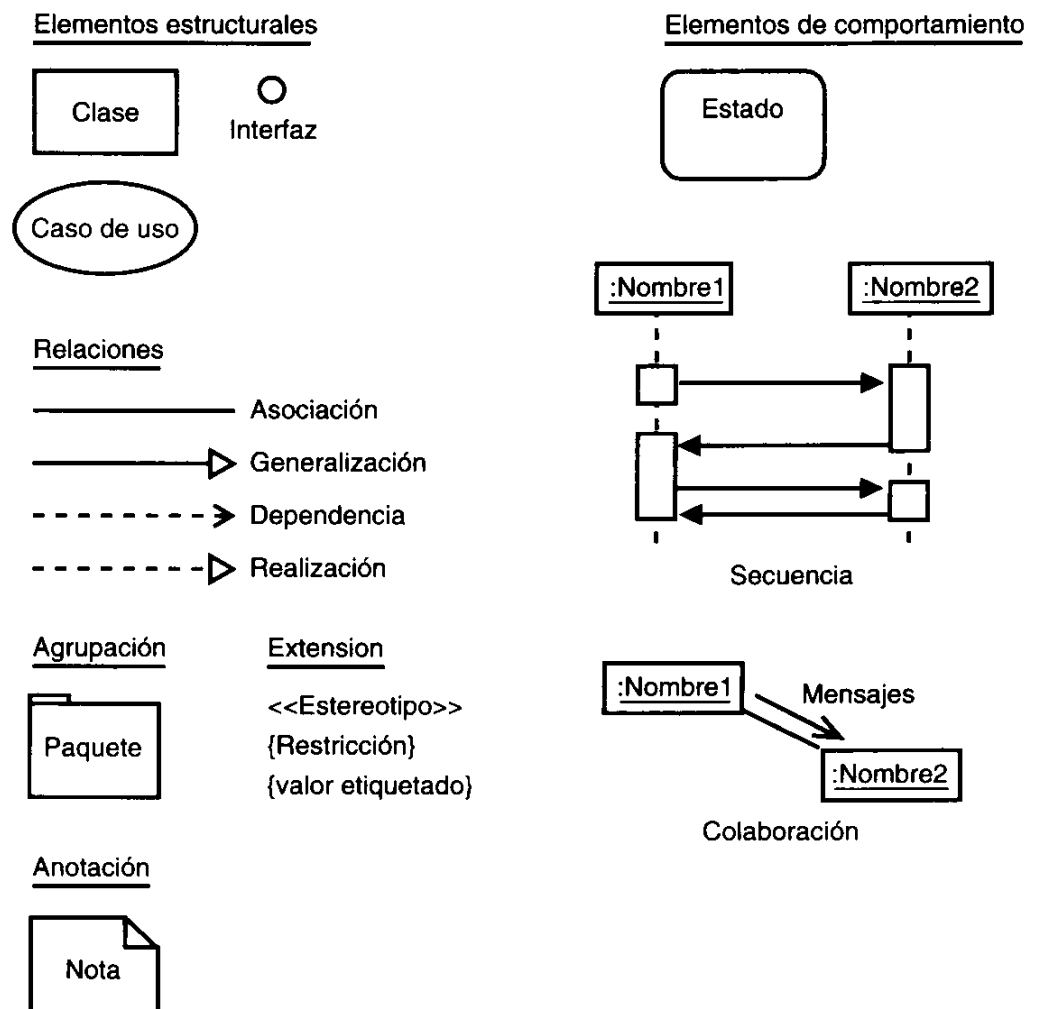 Elementos estructurales
Clase
Interfaz
Caso de uso
Relaciones
Asociación
Generalización
Dependencia
Realización
Agrupación
Paquete
Extension
<<Estereotipo>>
{Restricción}
{valor etiquetado}
Anotación
Nota
Elementos de comportamiento
Estado
:Nombre1
:Nombre2
Secuencia
:Nombre1
Mensajes
:Nombre2
Colaboración